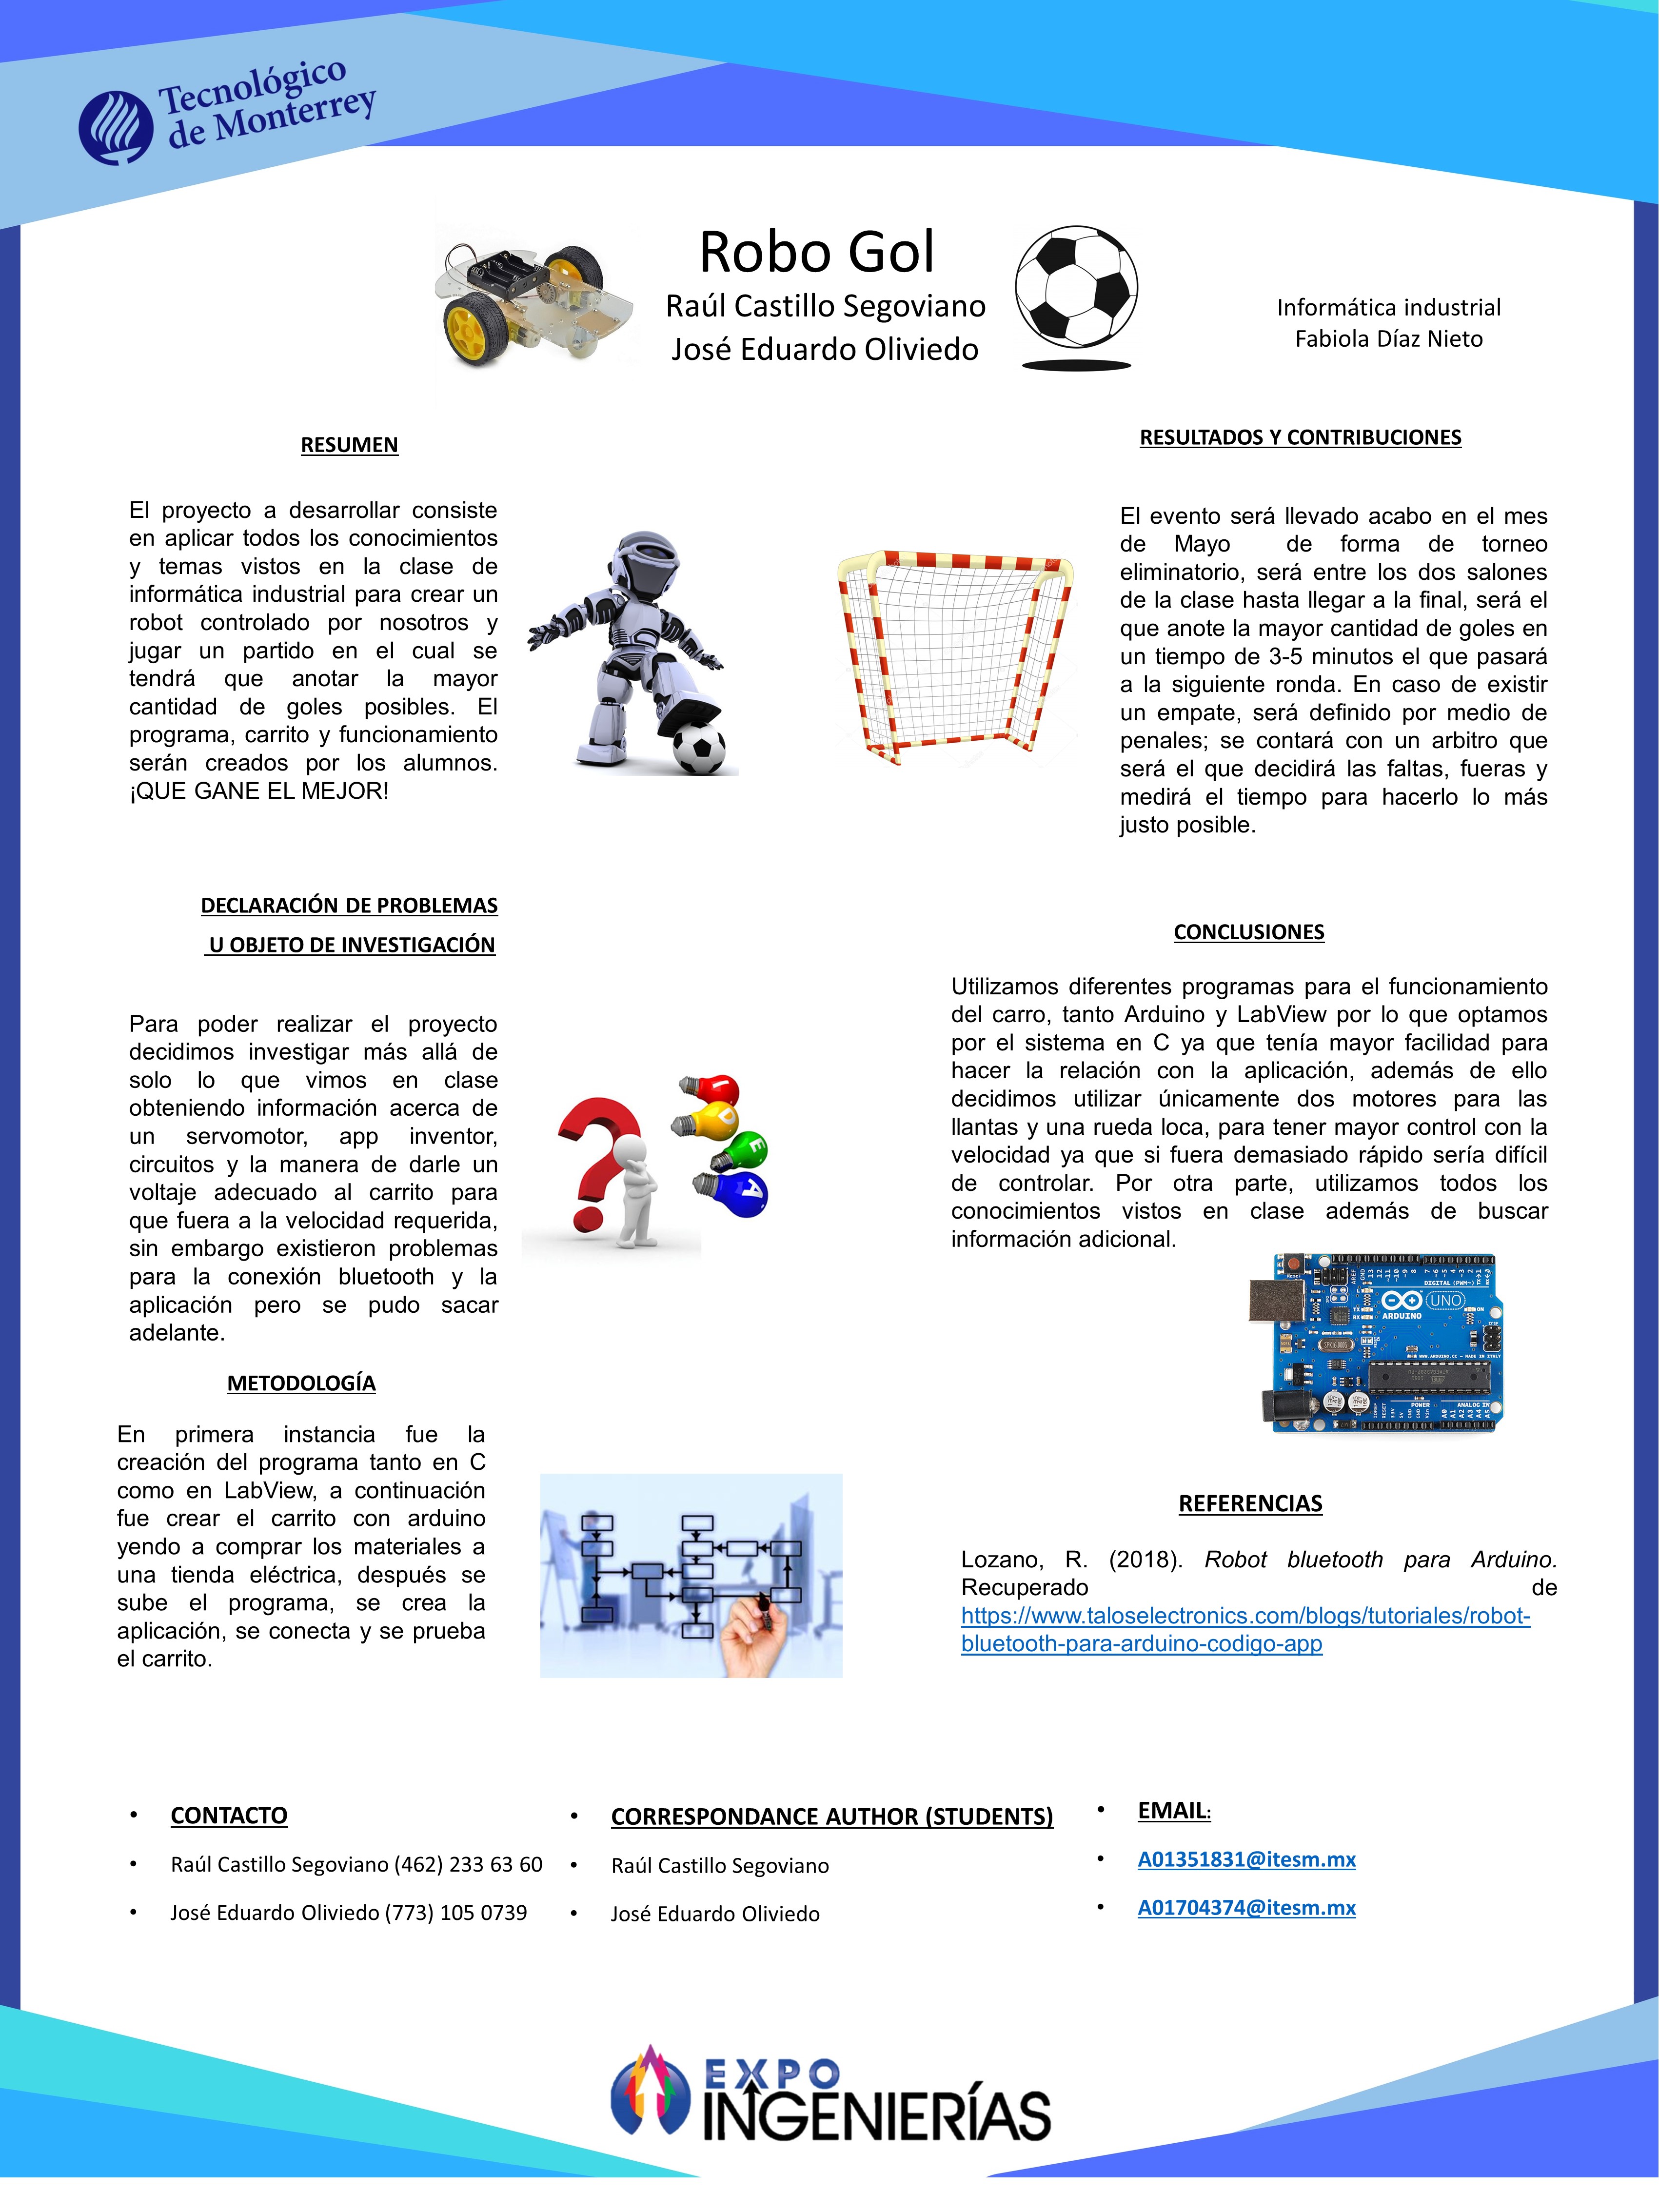 Tecnológico
de Monterrey
Robo Gol
Raúl Castillo Segoviano
José Eduardo Oliviedo
Informática industrial
Fabiola Díaz Nieto
RESUMEN
El proyecto a desarrollar consiste
en aplicar todos los conocimientos
y temas vistos en la clase de
informática industrial para crear un
robot controlado por nosotros y
jugar un partido en el cual se
tendrá que anotar la mayor
cantidad de goles posibles. El
programa, carrito y funcionamiento
serán creados por los alumnos.
¡QUE GANE EL MEJOR!
DECLARACIÓN DE PROBLEMAS
U OBJETO DE INVESTIGACIÓN
Para poder realizar el proyecto
decidimos investigar más allá de
solo lo que vimos en clase
obteniendo información acerca de
un servomotor, app inventor,
circuitos y la manera de darle un
voltaje adecuado al carrito para
que fuera a la velocidad requerida,
sin embargo existieron problemas
para la conexión bluetooth y la
aplicación pero se pudo sacar
adelante.
D
E
A
METODOLOGÍA
En primera instancia fue la
creación del programa tanto en C
como en LabView, a continuación
fue crear el carrito con arduino
yendo a comprar los materiales a
una tienda eléctrica, después se
sube el programa, se crea la
aplicación, se conecta y se prueba
el carrito.
RESULTADOS Y CONTRIBUCIONES
El evento será llevado acabo en el mes
de Mayo de forma de torneo
eliminatorio, será entre los dos salones
de la clase hasta llegar a la final, será el
que anote la mayor cantidad de goles en
un tiempo de 3-5 minutos el que pasará
a la siguiente ronda. En caso de existir
un empate, será definido por medio de
penales; se contará con un arbitro que
será el que decidirá las faltas, fueras y
medirá el tiempo para hacerlo lo más
justo posible.
CONCLUSIONES
Utilizamos diferentes programas para el funcionamiento
del carro, tanto Arduino y LabView por lo que optamos
por el sistema en C ya que tenía mayor facilidad para
hacer la relación con la aplicación, además de ello
decidimos utilizar únicamente dos motores para las
llantas y una rueda loca, para tener mayor control con la
velocidad ya que si fuera demasiado rápido sería difícil
de controlar. Por otra parte, utilizamos todos los
conocimientos vistos en clase además de buscar
información adicional.
DIGITAL (PWM~)
UNO
ARDUINO
WWW.ARDUINO.CC - MADE IN ITALY
POWER
ANALOG IN
REFERENCIAS
Lozano, R. (2018). Robot bluetooth para Arduino.
Recuperado de
https://www.taloselectronics.com/blogs/tutoriales/robot-
bluetooth-para-arduino-codigo-app
• CONTACTO
• Raúl Castillo Segoviano (462) 233 63 60
• José Eduardo Oliviedo (773) 105 0739
• CORRESPONDANCE AUTHOR (STUDENTS)
• Raúl Castillo Segoviano
• José Eduardo Oliviedo
• EMAIL:
• A01351831@itesm.mx
• A01704374@itesm.mx
EXPO
INGENIERÍAS